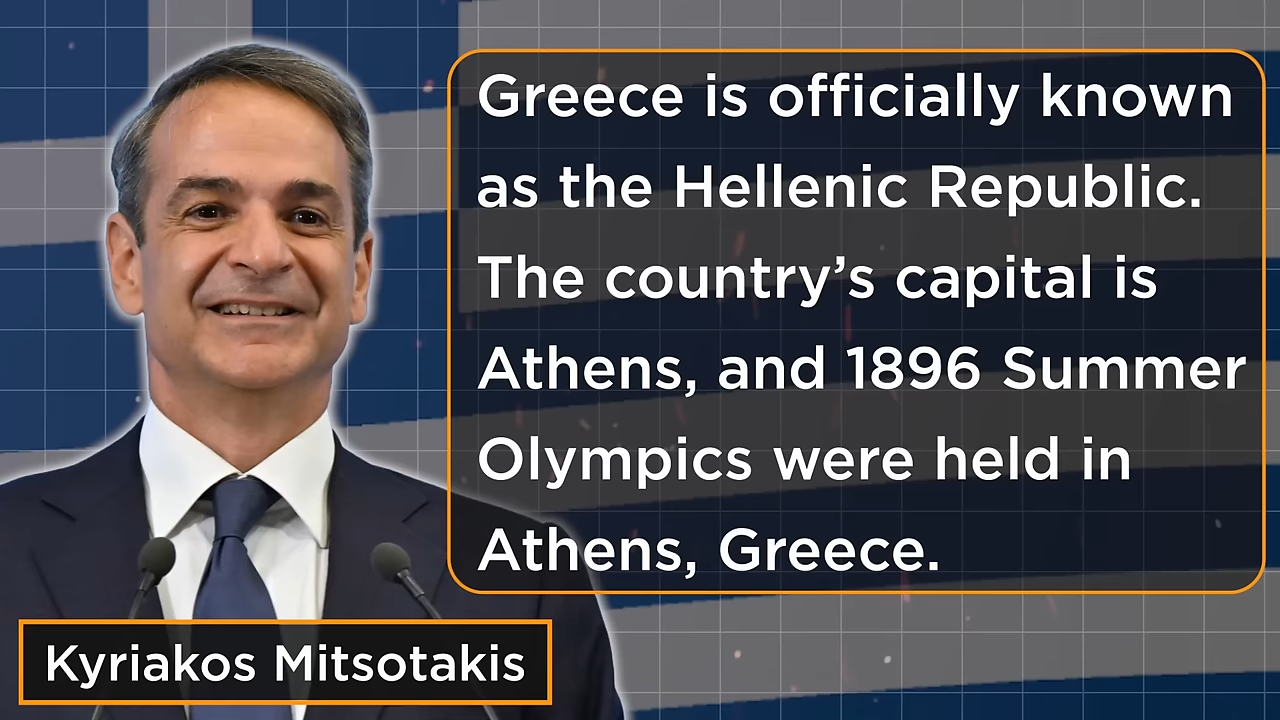 Greece is officially known
as the Hellenic Republic.
The country’s capital is
Athens, and 1896 Summer
Olympics were held in
Athens, Greece.
Kyriakos Mitsotakis